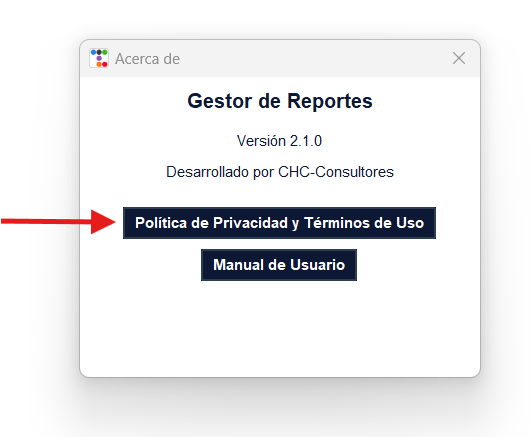 Acerca de
Gestor de Reportes
Versión 2.1.0
Desarrollado por CHC-Consultores
Política de Privacidad y Términos de Uso
Manual de Usuario